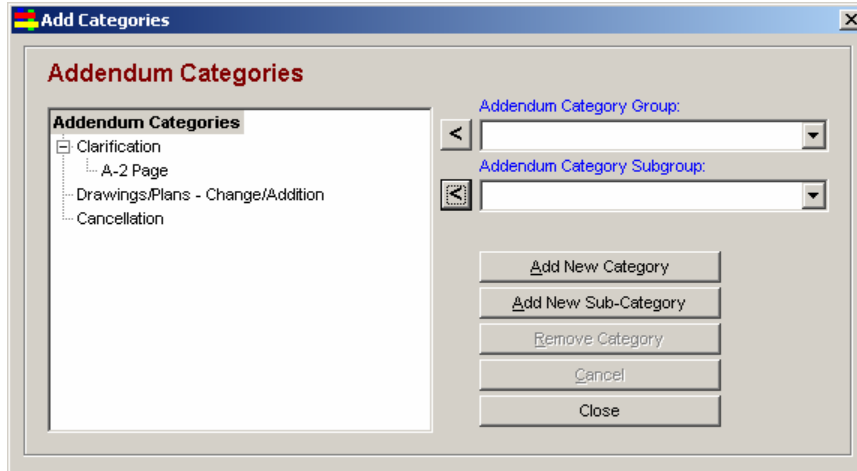 Add Categories
Addendum Categories
Addendum Categories
Clarification
A-2 Page
Drawings/Plans - Change/Addition
Cancellation
Addendum Category Group:
<
Addendum Category Subgroup:
<
Add New Category
Add New Sub-Category
Remove Category
Cancel
Close